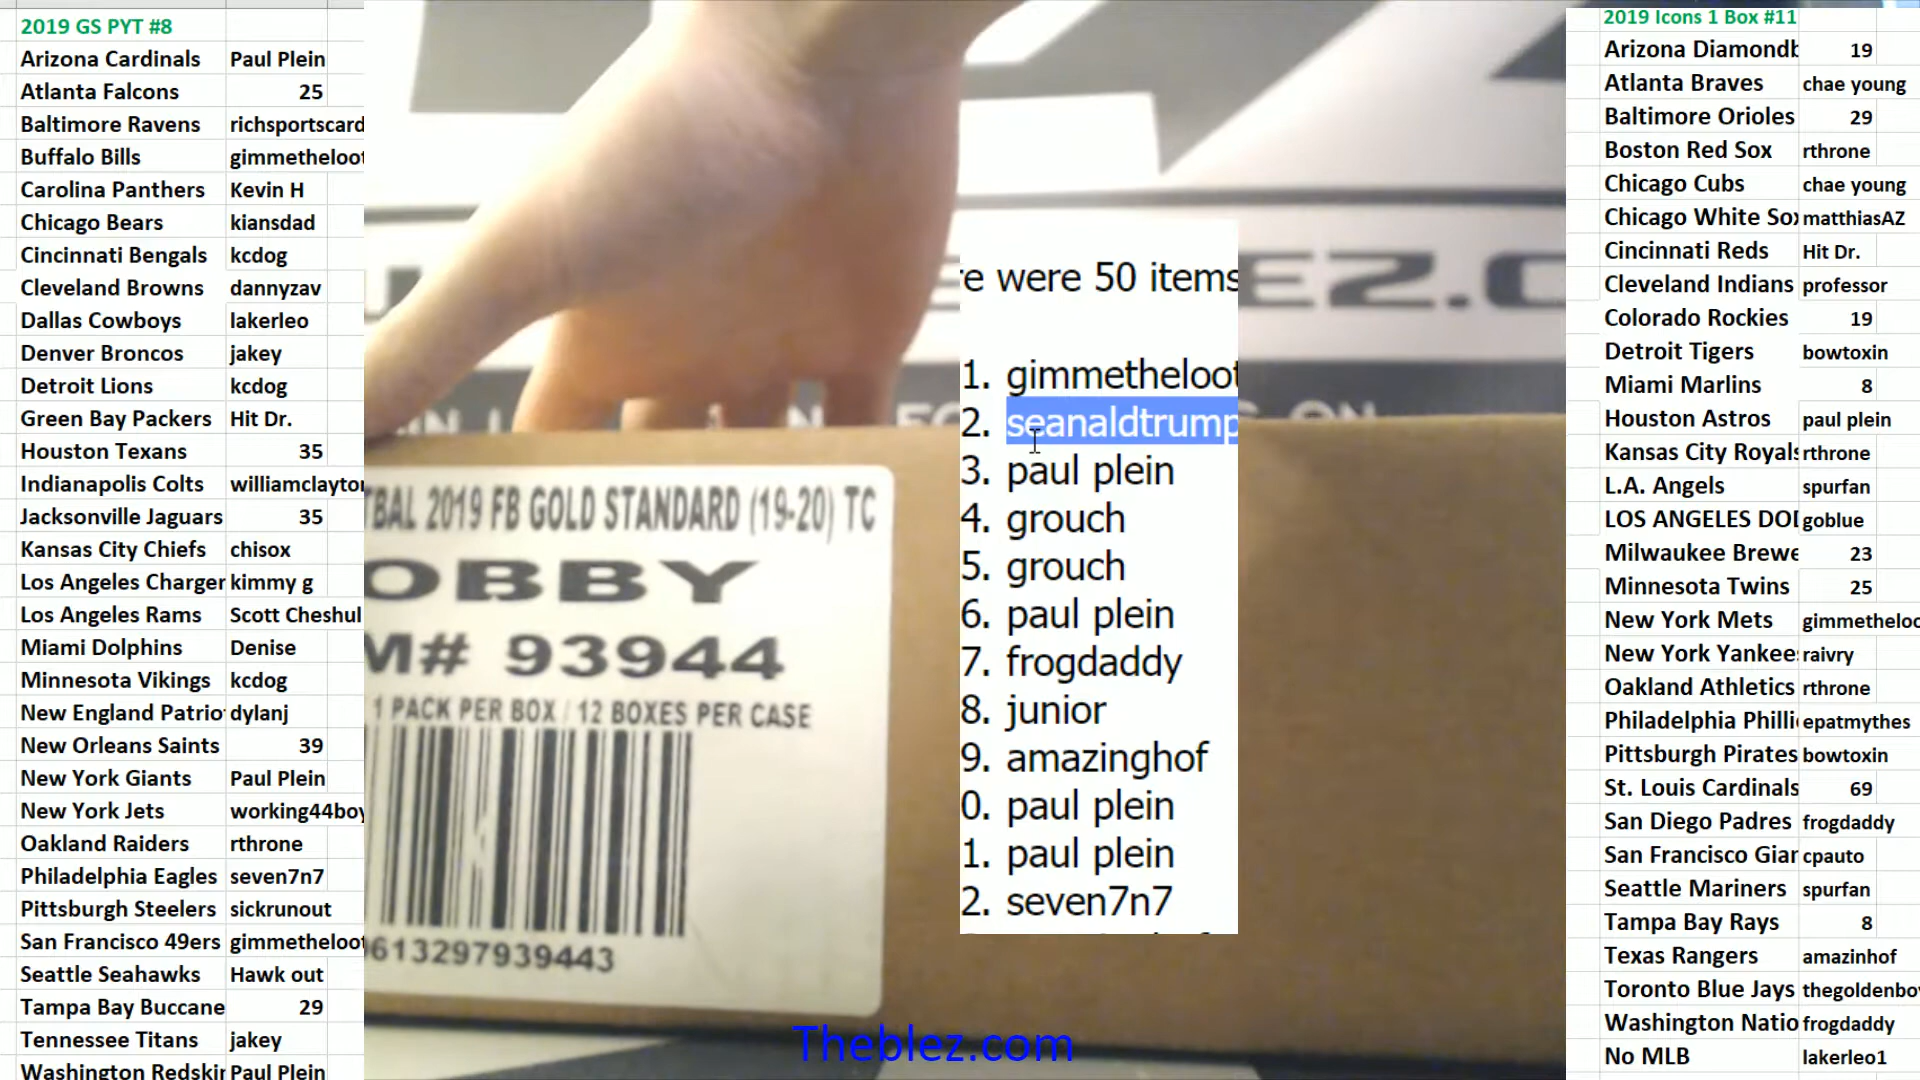 2019 GS PYT #8
Arizona Cardinals Paul Plein
Atlanta Falcons 25
Baltimore Ravens richsportscard
Buffalo Bills gimmetheloot
Carolina Panthers Kevin H
Chicago Bears kiansdad
Cincinnati Bengals kcdog
Cleveland Browns dannyzav
Dallas Cowboys lakerleo
Denver Broncos jakey
Detroit Lions kcdog
Green Bay Packers Hit Dr.
Houston Texans 35
Indianapolis Colts williamclayton
Jacksonville Jaguars 35
Kansas City Chiefs chisox
Los Angeles Charger kimmy g
Los Angeles Rams Scott Cheshul
Miami Dolphins Denise
Minnesota Vikings kcdog
New England Patrio dylanj
New Orleans Saints 39
New York Giants Paul Plein
New York Jets working44boy
Oakland Raiders rthrone
Philadelphia Eagles seven7n7
Pittsburgh Steelers sickrunout
San Francisco 49ers gimmetheloot
Seattle Seahawks Hawk out
Tampa Bay Buccane 29
Tennessee Titans jakey
Washington Redskin Paul Plein
EZ.C
TBAL 2019 FB GOLD STANDARD (19-20) TC
OBBY
M# 93944
1 PACK PER BOX / 12 BOXES PER CASE
0613297939443
re were 50 items
1. gimmetheloot
2. seanaldtrump
3. paul plein
4. grouch
5. grouch
6. paul plein
7. frogdaddy
8. junior
9. amazinghof
0. paul plein
1. paul plein
2. seven7n7
Theblez.com
2019 Icons 1 Box #11
Arizona Diamondb 19
Atlanta Braves chae young
Baltimore Orioles 29
Boston Red Sox rthrone
Chicago Cubs chae young
Chicago White Sox matthiasAZ
Cincinnati Reds Hit Dr.
Cleveland Indians professor
Colorado Rockies 19
Detroit Tigers bowtoxin
Miami Marlins 8
Houston Astros paul plein
Kansas City Royals rthrone
L.A. Angels spurfan
LOS ANGELES DOD goblue
Milwaukee Brewe 23
Minnesota Twins 25
New York Mets gimmetheloo
New York Yankee raivry
Oakland Athletics rthrone
Philadelphia Philli epatmythes
Pittsburgh Pirates bowtoxin
St. Louis Cardinals 69
San Diego Padres frogdaddy
San Francisco Gian cpauto
Seattle Mariners spurfan
Tampa Bay Rays 8
Texas Rangers amazinhof
Toronto Blue Jays thegoldenboy
Washington Natio frogdaddy
No MLB lakerleo1